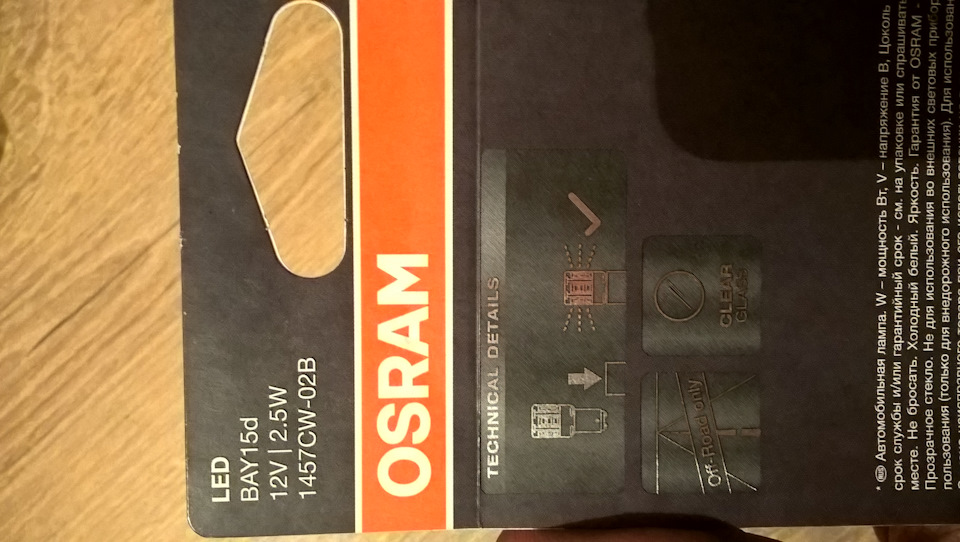 LED
BAY15d
12V | 2.5W
1457CW-02B
OSRAM
TECHNICAL DETAILS
Off-Road only
CLEAR
GLASS
* Автомобильная лампа. W – мощность Вт, V – напряжение В, Цоколь
срок службы и/или гарантийный срок - см. на упаковке или спрашивать
месте. Не бросать. Холодный белый. Яркость. Гарантия от OSRAM -
Прозрачное стекло. Не для использования во внешних световых прибор
пользования (только для внедорожного использования). Для использован